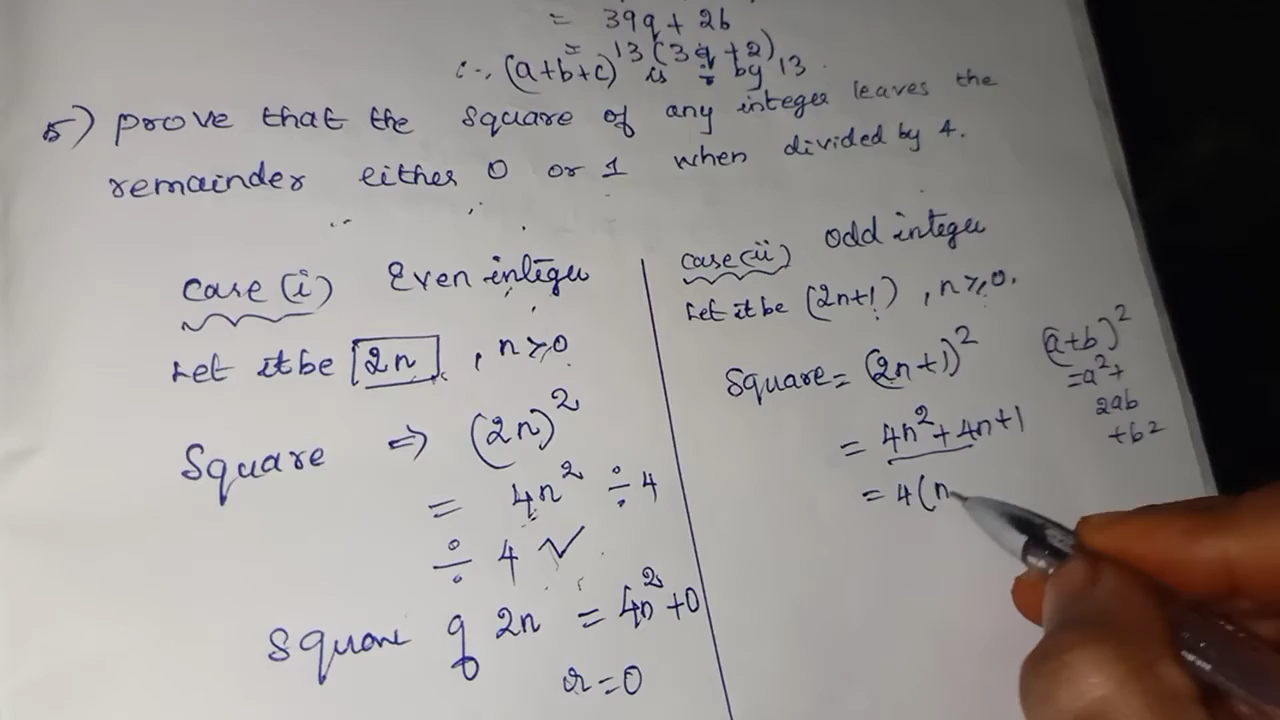 = 39q + 2b
= 13 (3q + 2)
∴ (a+b+c) is ÷ by 13
5) prove that the square of any integer leaves the
remainder either 0 or 1 when divided by 4.
case (i) Even integer
Let it be 2n , n ≥ 0
Square ⇒ (2n)²
= 4n² ÷ 4
÷ 4 ✓
Square of 2n = 4n² + 0
r = 0
case (ii) Odd integer
Let it be (2n+1) , n ≥ 0.
Square = (2n+1)²
= 4n² + 4n + 1
= 4 (n
(a+b)²
= a² +
2ab
+ b²